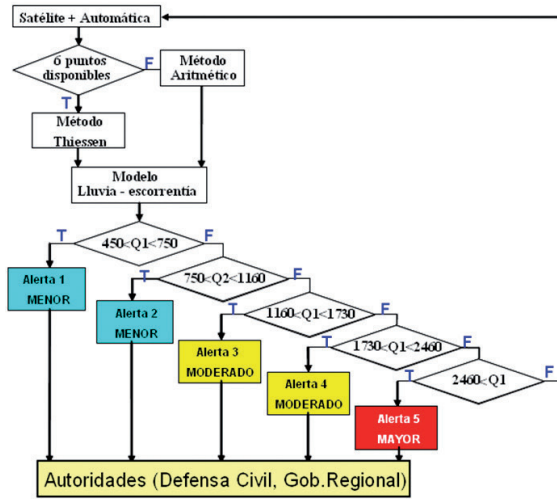 Satélite + Automática
6 puntos
disponibles
F
Método
Aritmético
T
Método
Thiessen
Modelo
Lluvia - escorrentía
T
450<Q1<750
F
Alerta 1
MENOR
T
750<Q2<1160
F
Alerta 2
MENOR
T
1160<Q1<1730
F
Alerta 3
MODERADO
T
1730<Q1<2460
F
Alerta 4
MODERADO
T
2460<Q1
F
Alerta 5
MAYOR
Autoridades (Defensa Civil, Gob.Regional)